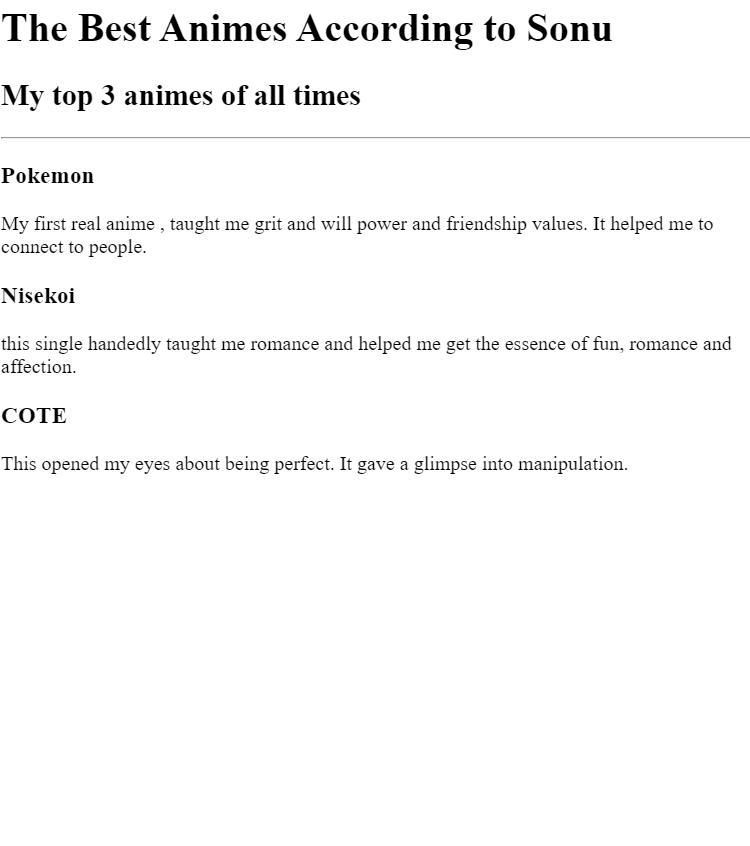 The Best Animes According to Sonu
My top 3 animes of all times
Pokemon
My first real anime , taught me grit and will power and friendship values. It helped me to
connect to people.
Nisekoi
this single handedly taught me romance and helped me get the essence of fun, romance and
affection.
COTE
This opened my eyes about being perfect. It gave a glimpse into manipulation.